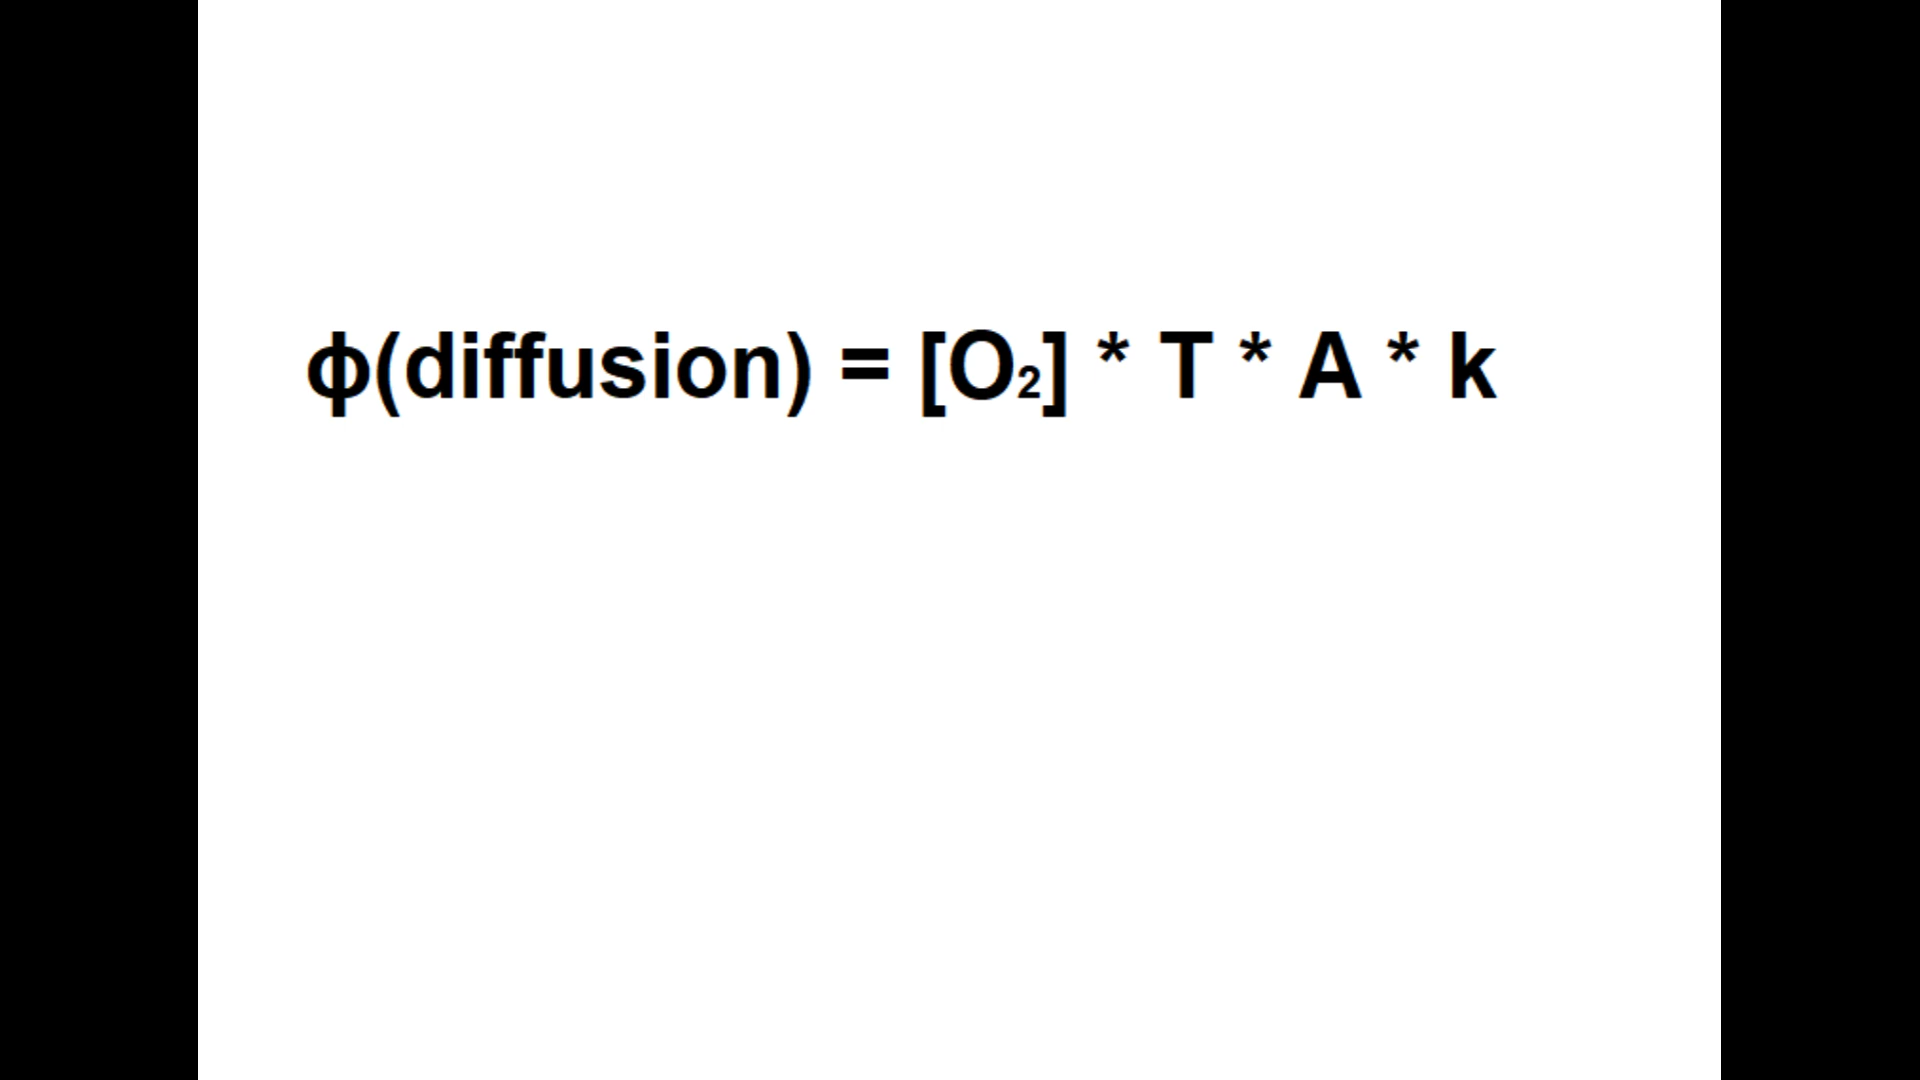 ϕ(diffusion) = [O₂] * T * A * k